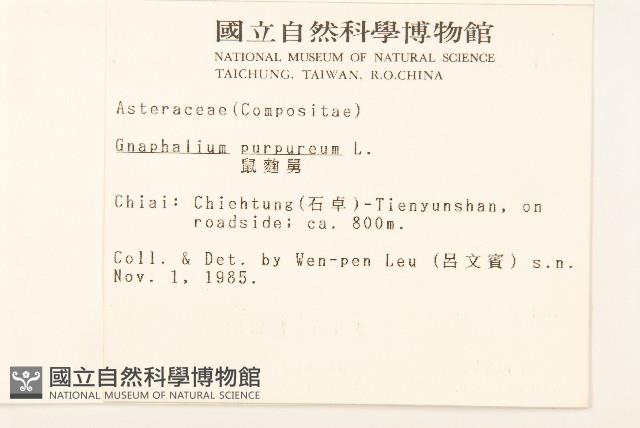 國立自然科學博物館
NATIONAL MUSEUM OF NATURAL SCIENCE
TAICHUNG, TAIWAN, R.O.CHINA
Asteraceae(Compositae)
Gnaphalium purpureum L.
鼠麴舅
Chiai: Chichtung(石卓)-Tienyunshan, on
roadside; ca. 800m.
Coll. & Det. by Wen-pen Leu (呂文賓) s.n.
Nov. 1, 1985.
國立自然科學博物館
NATIONAL MUSEUM OF NATURAL SCIENCE